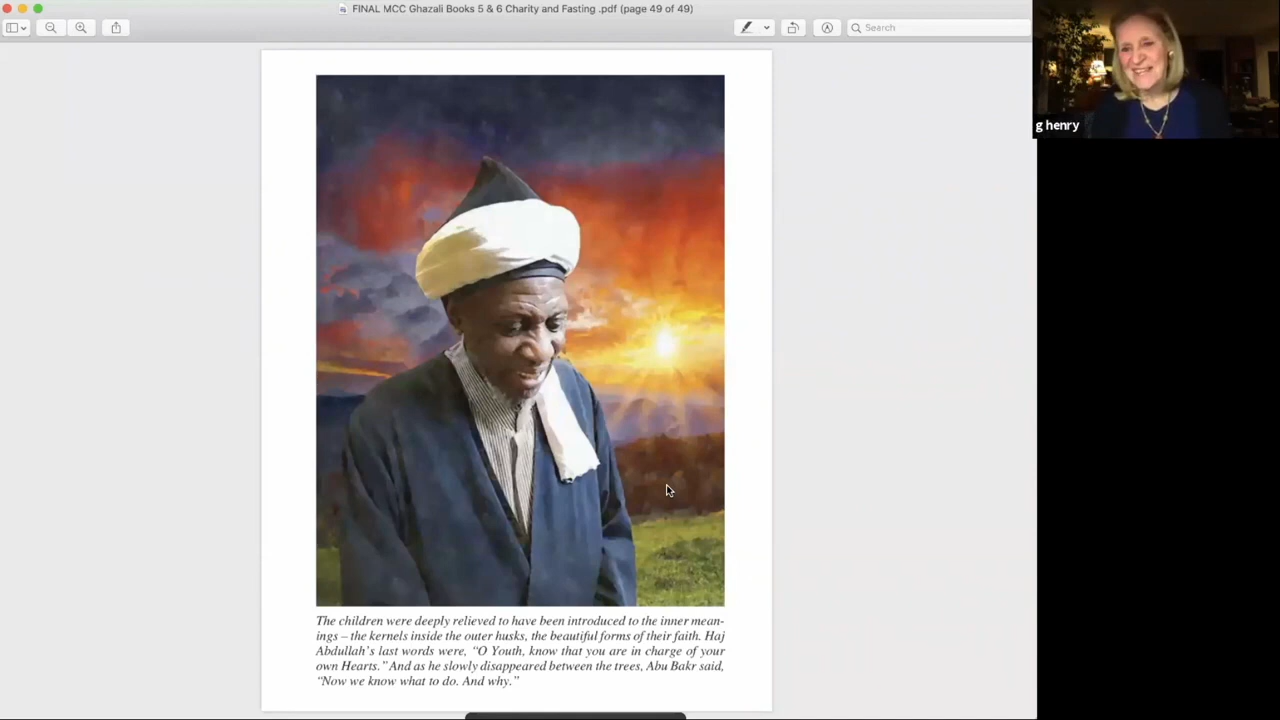 FINAL MCC Ghazali Books 5 & 6 Charity and Fasting .pdf (page 49 of 49)
Search
g henry
The children were deeply relieved to have been introduced to the inner mean-
ings – the kernels inside the outer husks, the beautiful forms of their faith. Haj
Abdullah's last words were, “O Youth, know that you are in charge of your
own Hearts.” And as he slowly disappeared between the trees, Abu Bakr said,
“Now we know what to do. And why.”